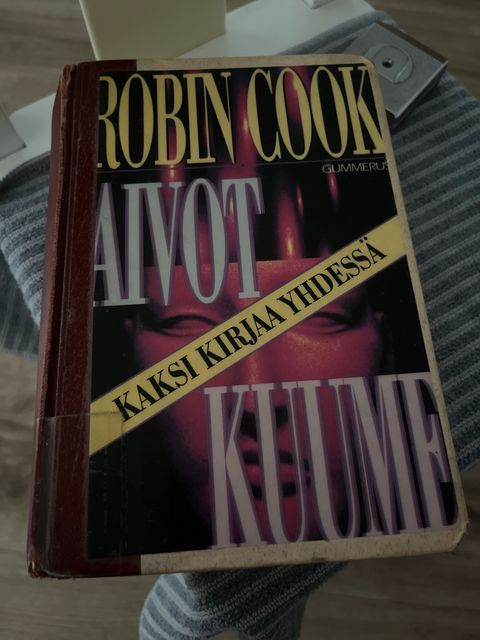 ROBIN COOK
GUMMERUS
AIVOT
KAKSI KIRJAA YHDESSÄ
KUUME